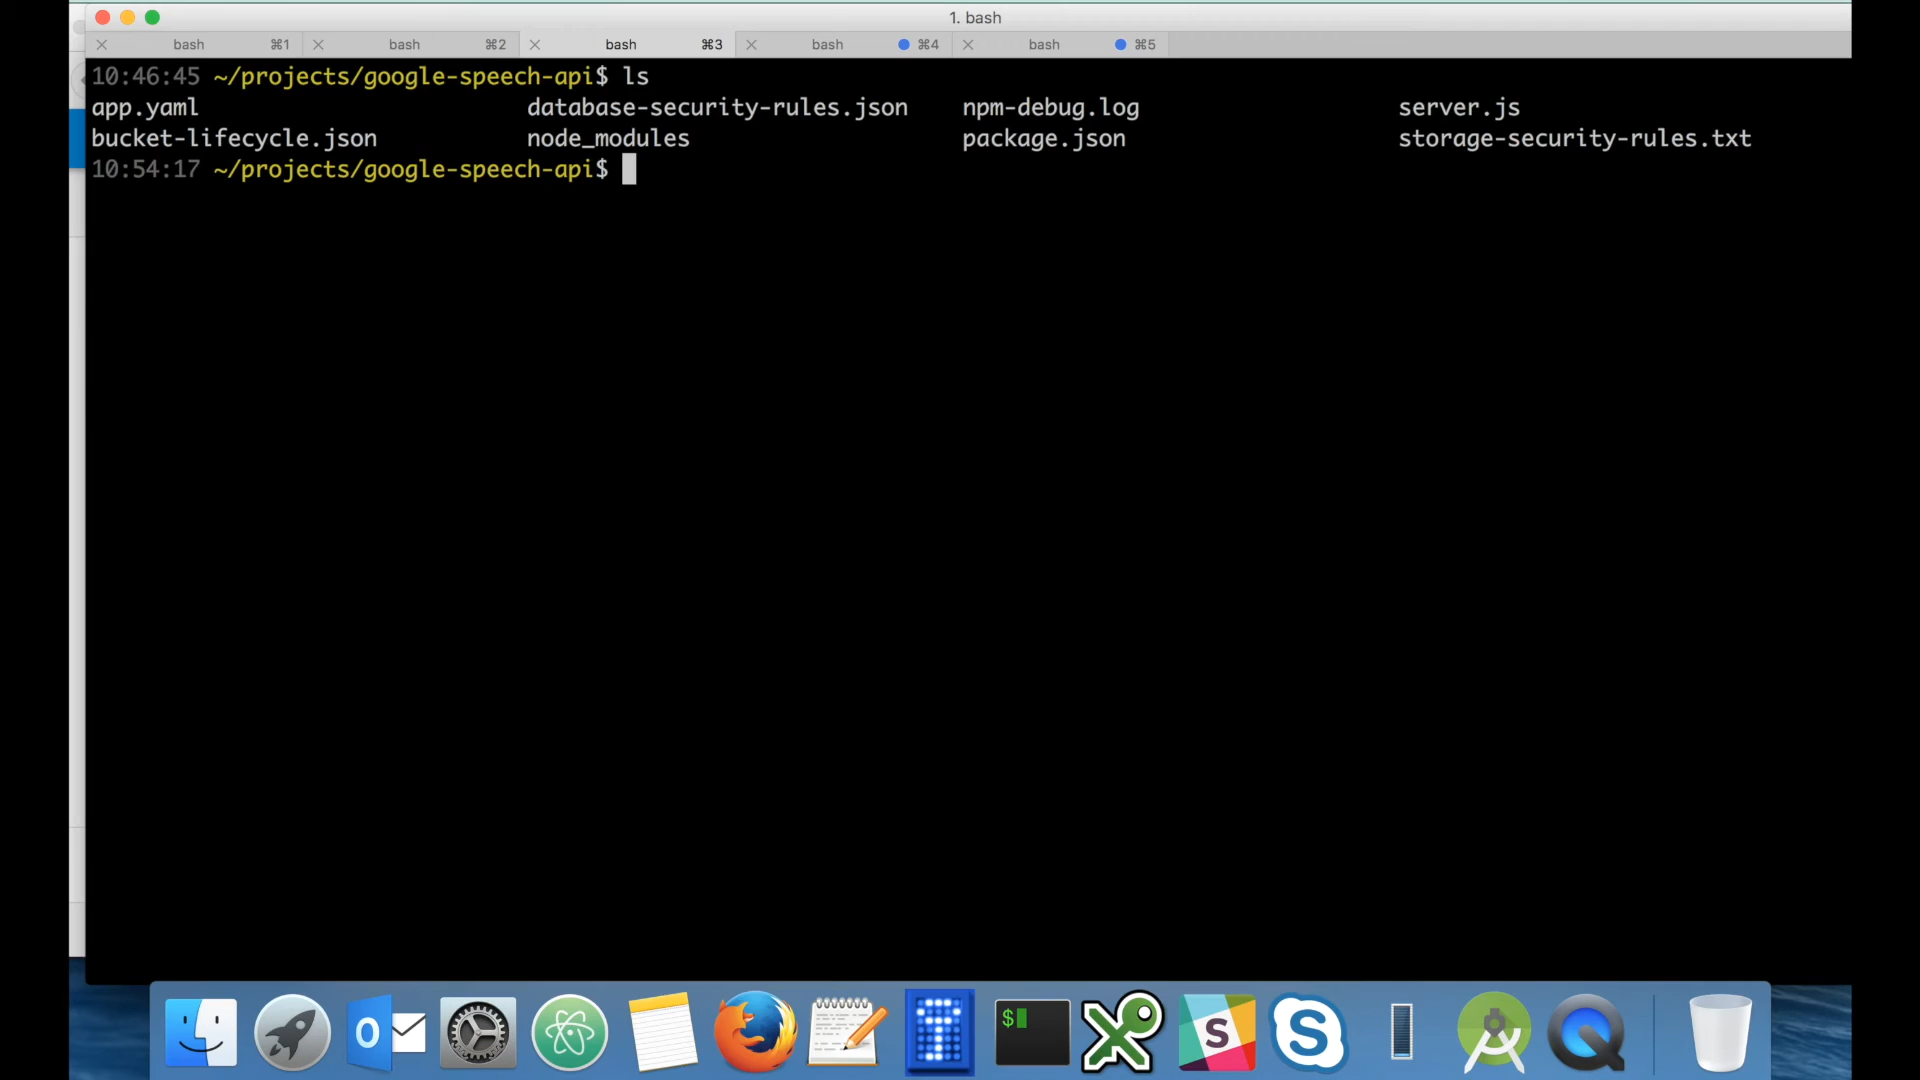 1. bash
bash ⌘1 bash ⌘2 bash ⌘3 bash ⌘4 bash ⌘5
10:46:45 ~/projects/google-speech-api$ ls
app.yaml database-security-rules.json npm-debug.log server.js
bucket-lifecycle.json node_modules package.json storage-security-rules.txt
10:54:17 ~/projects/google-speech-api$
O T $ S S